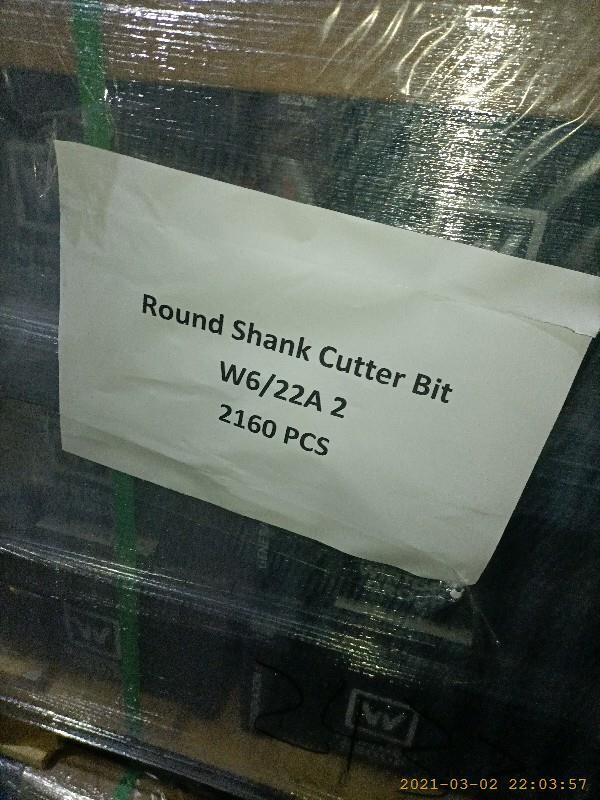 Round Shank Cutter Bit
W6/22A 2
2160 PCS
W
W
2021-03-02 22:03:57